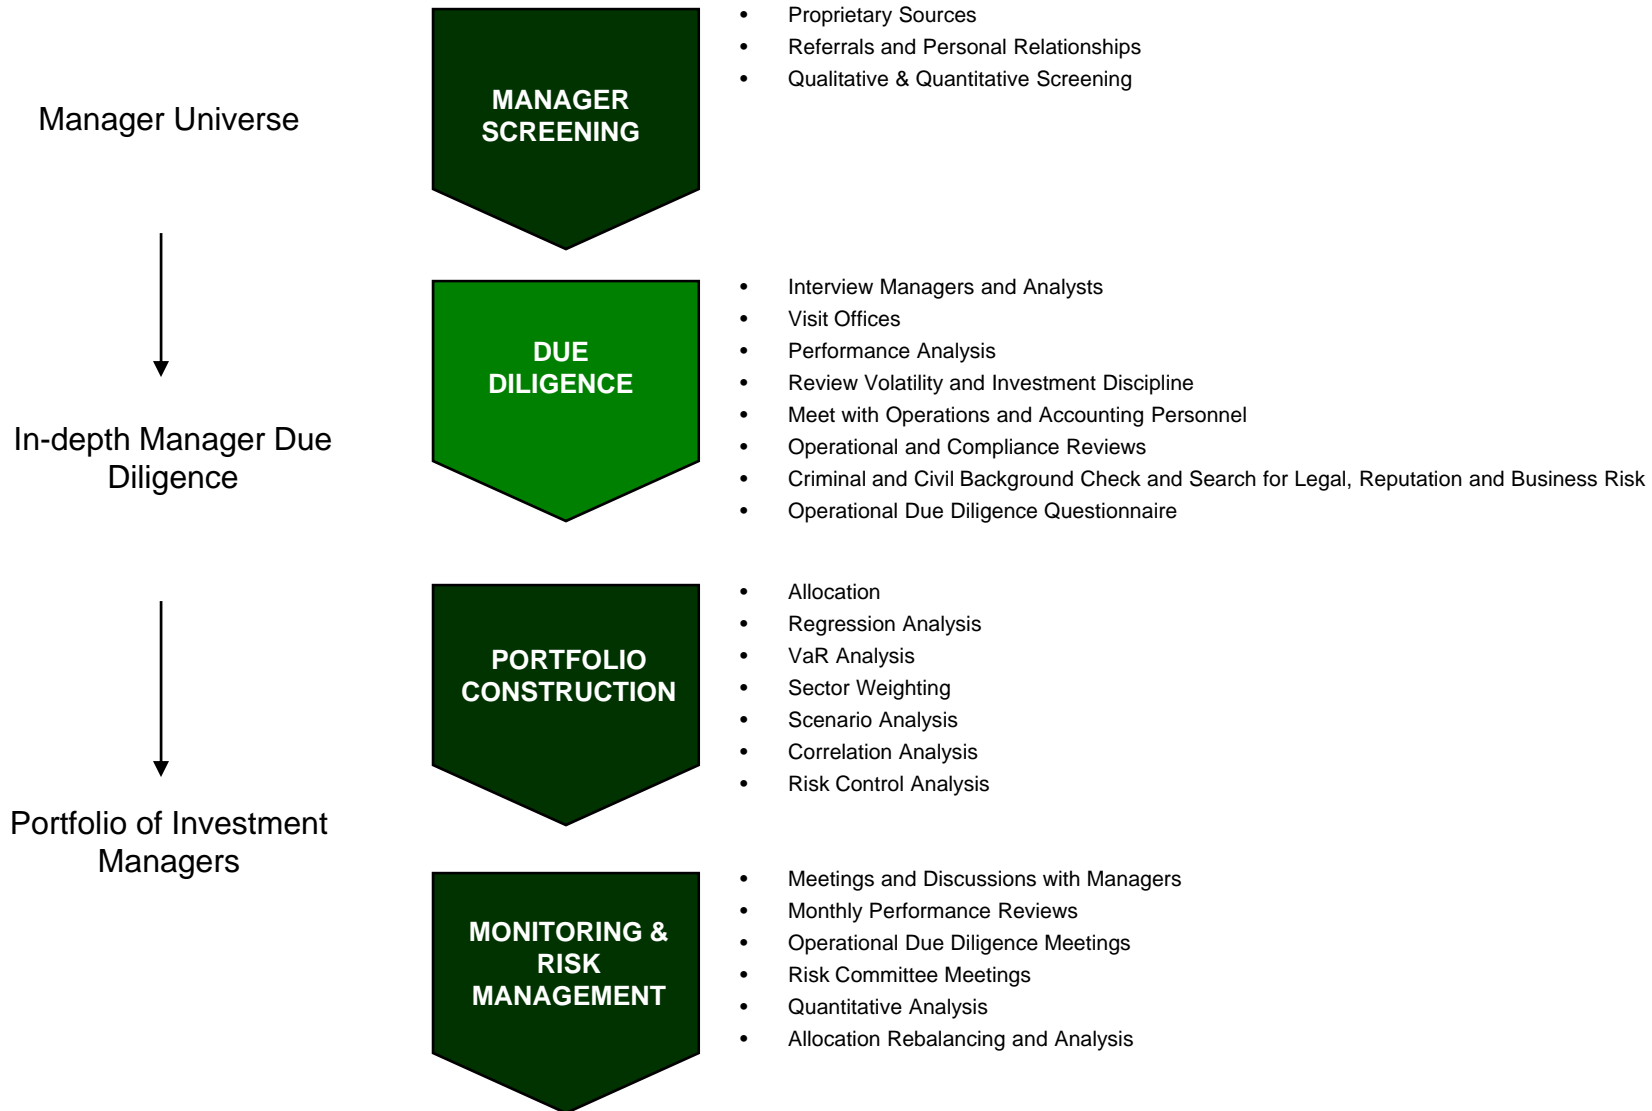 Manager Universe
MANAGER
SCREENING
• Proprietary Sources
• Referrals and Personal Relationships
• Qualitative & Quantitative Screening
In-depth Manager Due
Diligence
DUE
DILIGENCE
• Interview Managers and Analysts
• Visit Offices
• Performance Analysis
• Review Volatility and Investment Discipline
• Meet with Operations and Accounting Personnel
• Operational and Compliance Reviews
• Criminal and Civil Background Check and Search for Legal, Reputation and Business Risk
• Operational Due Diligence Questionnaire
Portfolio of Investment
Managers
PORTFOLIO
CONSTRUCTION
• Allocation
• Regression Analysis
• VaR Analysis
• Sector Weighting
• Scenario Analysis
• Correlation Analysis
• Risk Control Analysis
MONITORING &
RISK
MANAGEMENT
• Meetings and Discussions with Managers
• Monthly Performance Reviews
• Operational Due Diligence Meetings
• Risk Committee Meetings
• Quantitative Analysis
• Allocation Rebalancing and Analysis